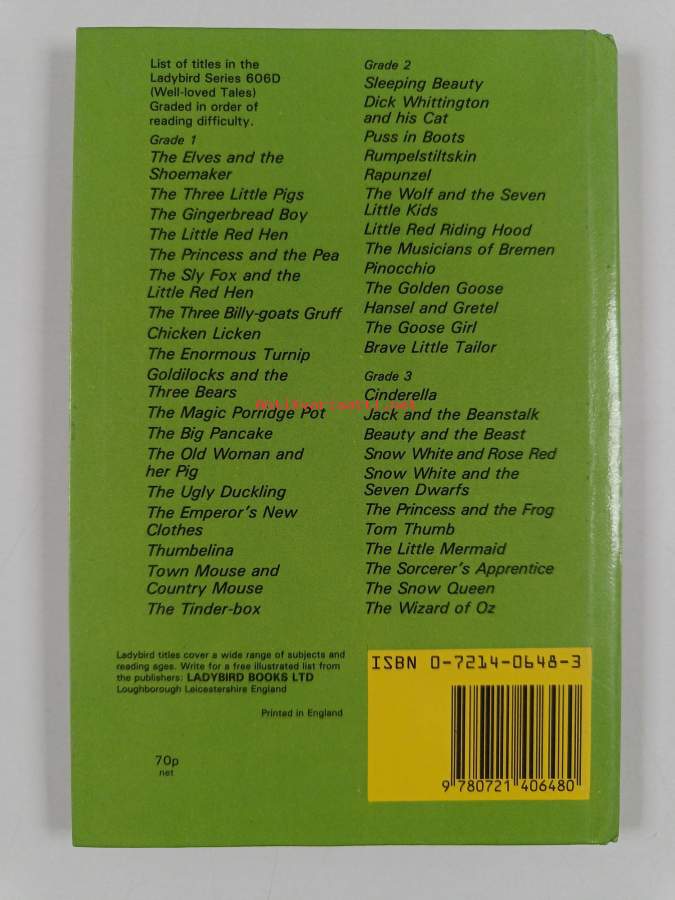 List of titles in the
Ladybird Series 606D
(Well-loved Tales)
Graded in order of
reading difficulty.
Grade 1
The Elves and the
Shoemaker
The Three Little Pigs
The Gingerbread Boy
The Little Red Hen
The Princess and the Pea
The Sly Fox and the
Little Red Hen
The Three Billy-goats Gruff
Chicken Licken
The Enormous Turnip
Goldilocks and the
Three Bears
The Magic Porridge Pot
The Big Pancake
The Old Woman and
her Pig
The Ugly Duckling
The Emperor's New
Clothes
Thumbelina
Town Mouse and
Country Mouse
The Tinder-box
Grade 2
Sleeping Beauty
Dick Whittington
and his Cat
Puss in Boots
Rumpelstiltskin
Rapunzel
The Wolf and the Seven
Little Kids
Little Red Riding Hood
The Musicians of Bremen
Pinocchio
The Golden Goose
Hansel and Gretel
The Goose Girl
Brave Little Tailor
Grade 3
Cinderella
Jack and the Beanstalk
Beauty and the Beast
Snow White and Rose Red
Snow White and the
Seven Dwarfs
The Princess and the Frog
Tom Thumb
The Little Mermaid
The Sorcerer's Apprentice
The Snow Queen
The Wizard of Oz
Ladybird titles cover a wide range of subjects and
reading ages. Write for a free illustrated list from
the publishers: LADYBIRD BOOKS LTD
Loughborough Leicestershire England
Printed in England
70p
net
ISBN 0-7214-0648-3
9 780721 406480